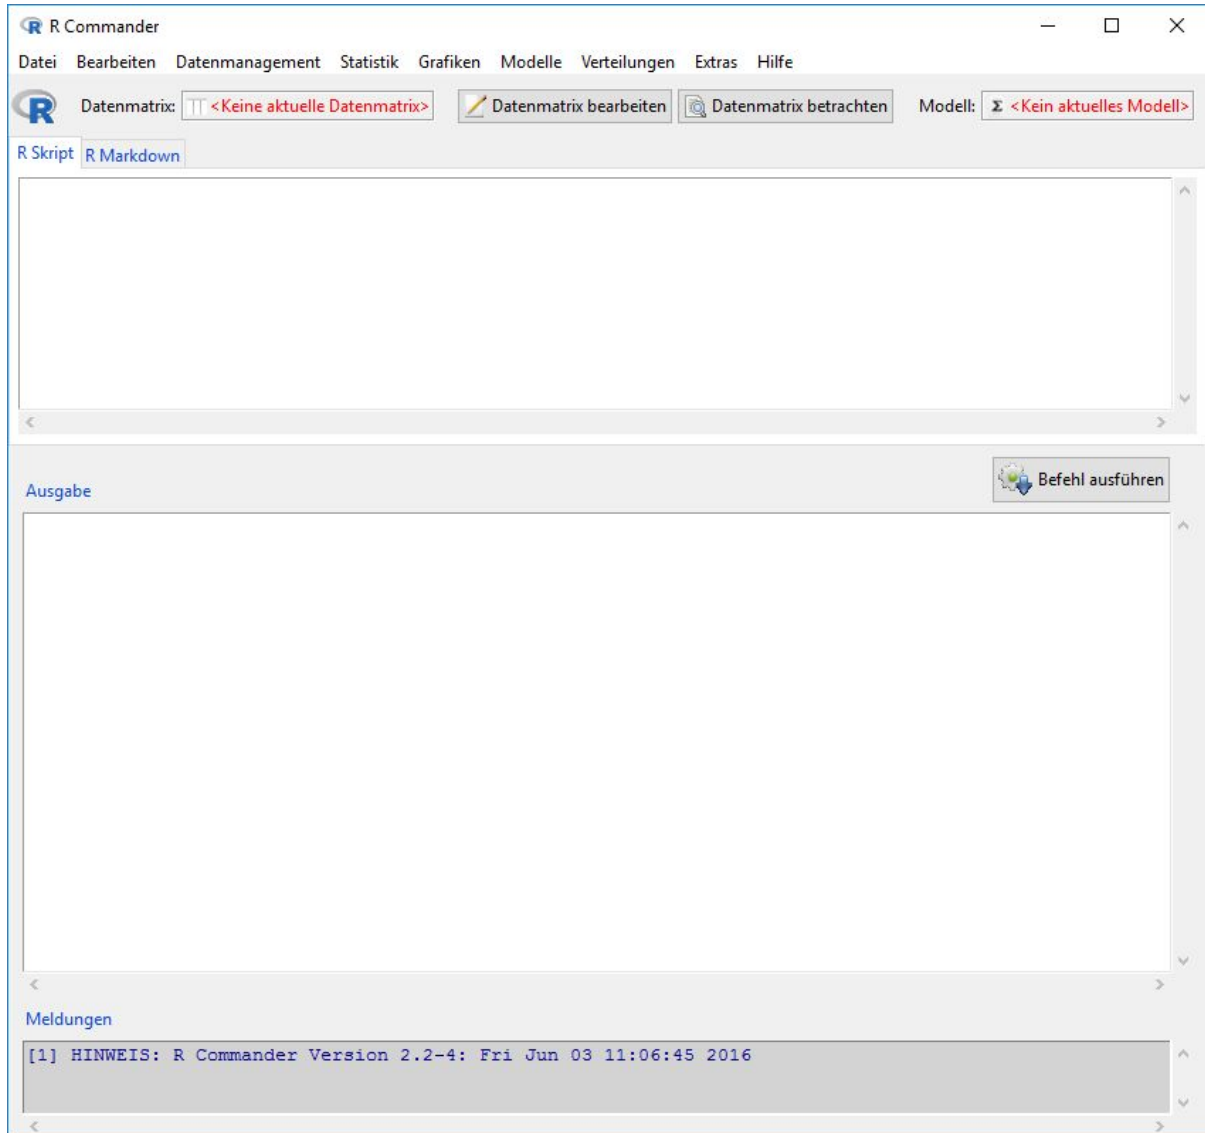 R Commander
Datei Bearbeiten Datenmanagement Statistik Grafiken Modelle Verteilungen Extras Hilfe
R Datenmatrix: <Keine aktuelle Datenmatrix> Datenmatrix bearbeiten Datenmatrix betrachten Modell: Σ <Kein aktuelles Modell>
R Skript R Markdown
Befehl ausführen
Ausgabe
Meldungen
[1] HINWEIS: R Commander Version 2.2-4: Fri Jun 03 11:06:45 2016